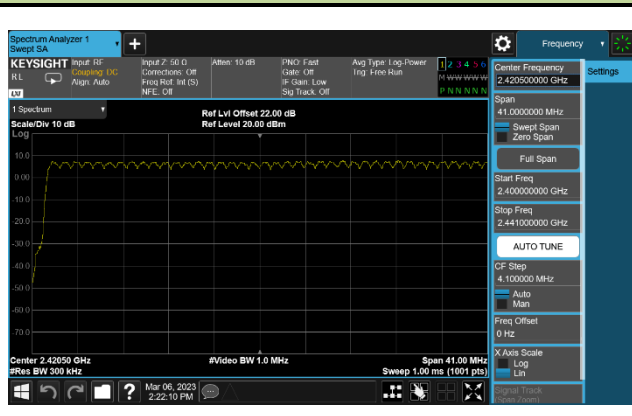 Spectrum Analyzer 1
Swept SA
Frequency
KEYSIGHT
Input: RF
Input Z: 50 Ω
Atten: 10 dB
PNO: Fast
Avg Type: Log-Power
1 2 3 4 5 6
RL
Coupling: DC
Corrections: Off
Gate: Off
Trig: Free Run
M W W W W W
Align: Auto
Freq Ref: Int (S)
IF Gain: Low
P N N N N N
LXI
NFE: Off
Sig Track: Off
Center Frequency
2.420500000 GHz
Settings
Span
41.0000000 MHz
Swept Span
Zero Span
Full Span
Start Freq
2.400000000 GHz
Stop Freq
2.441000000 GHz
AUTO TUNE
CF Step
4.100000 MHz
Auto
Man
Freq Offset
0 Hz
X Axis Scale
Log
Lin
Signal Track
(Span Zoom)
1 Spectrum
Ref Lvl Offset 22.00 dB
Scale/Div 10 dB
Ref Level 20.00 dBm
Log
10.0
0.00
-10.0
-20.0
-30.0
-40.0
-50.0
-60.0
-70.0
Center 2.42050 GHz
#Video BW 1.0 MHz
Span 41.00 MHz
#Res BW 300 kHz
Sweep 1.00 ms (1001 pts)
?
Mar 06, 2023
2:22:10 PM